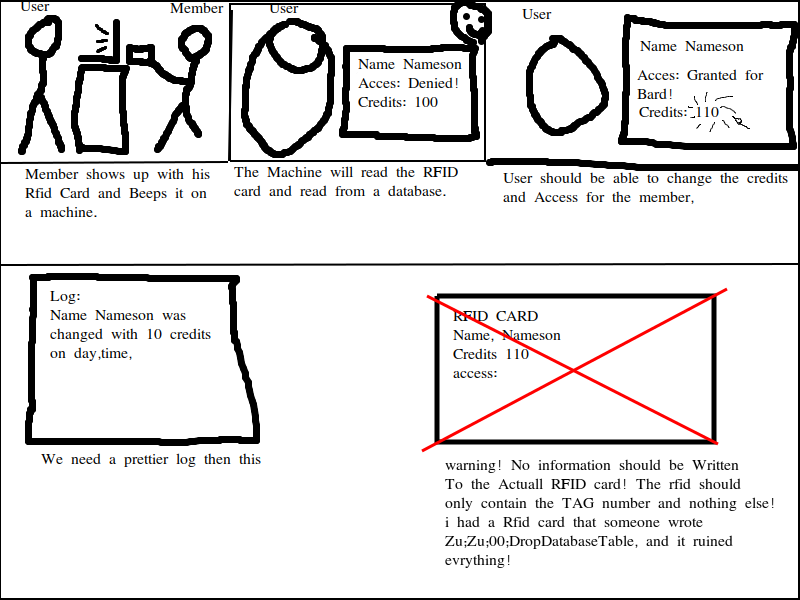 User
Member
Member shows up with his
Rfid Card and Beeps it on
a machine.
User
Name Nameson
Acces: Denied!
Credits: 100
The Machine will read the RFID
card and read from a database.
User
Name Nameson
Acces: Granted for
Bard!
Credits: 110
User should be able to change the credits
and Access for the member,
Log:
Name Nameson was
changed with 10 credits
on day,time,
We need a prettier log then this
RFID CARD
Name, Nameson
Credits 110
access:
warning! No information should be Written
To the Actuall RFID card! The rfid should
only contain the TAG number and nothing else!
i had a Rfid card that someone wrote
Zu;Zu;00;DropDatabaseTable, and it ruined
evrything!